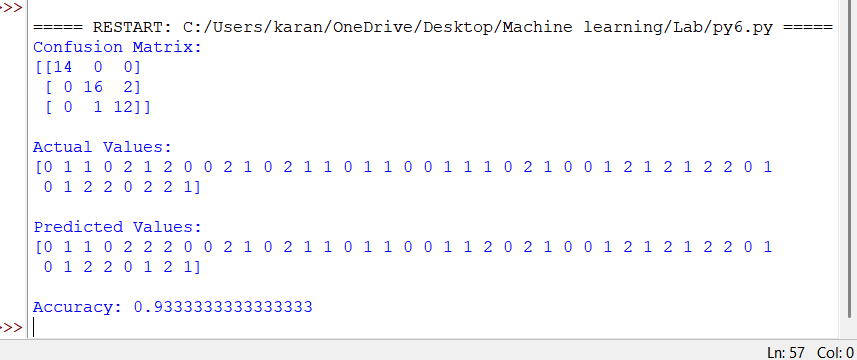 >>
===== RESTART: C:/Users/karan/OneDrive/Desktop/Machine learning/Lab/py6.py =====
Confusion Matrix:
[[14  0  0]
 [ 0 16  2]
 [ 0  1 12]]
Actual Values:
[0 1 1 0 2 1 2 0 0 2 1 0 2 1 1 0 1 1 0 0 1 1 1 0 2 1 0 0 1 2 1 2 1 2 2 0 1
 0 1 2 2 0 2 2 1]
Predicted Values:
[0 1 1 0 2 2 2 0 0 2 1 0 2 1 1 0 1 1 0 0 1 1 2 0 2 1 0 0 1 2 1 2 1 2 2 0 1
 0 1 2 2 0 1 2 1]
Accuracy: 0.9333333333333333
>>>
Ln: 57 Col: 0